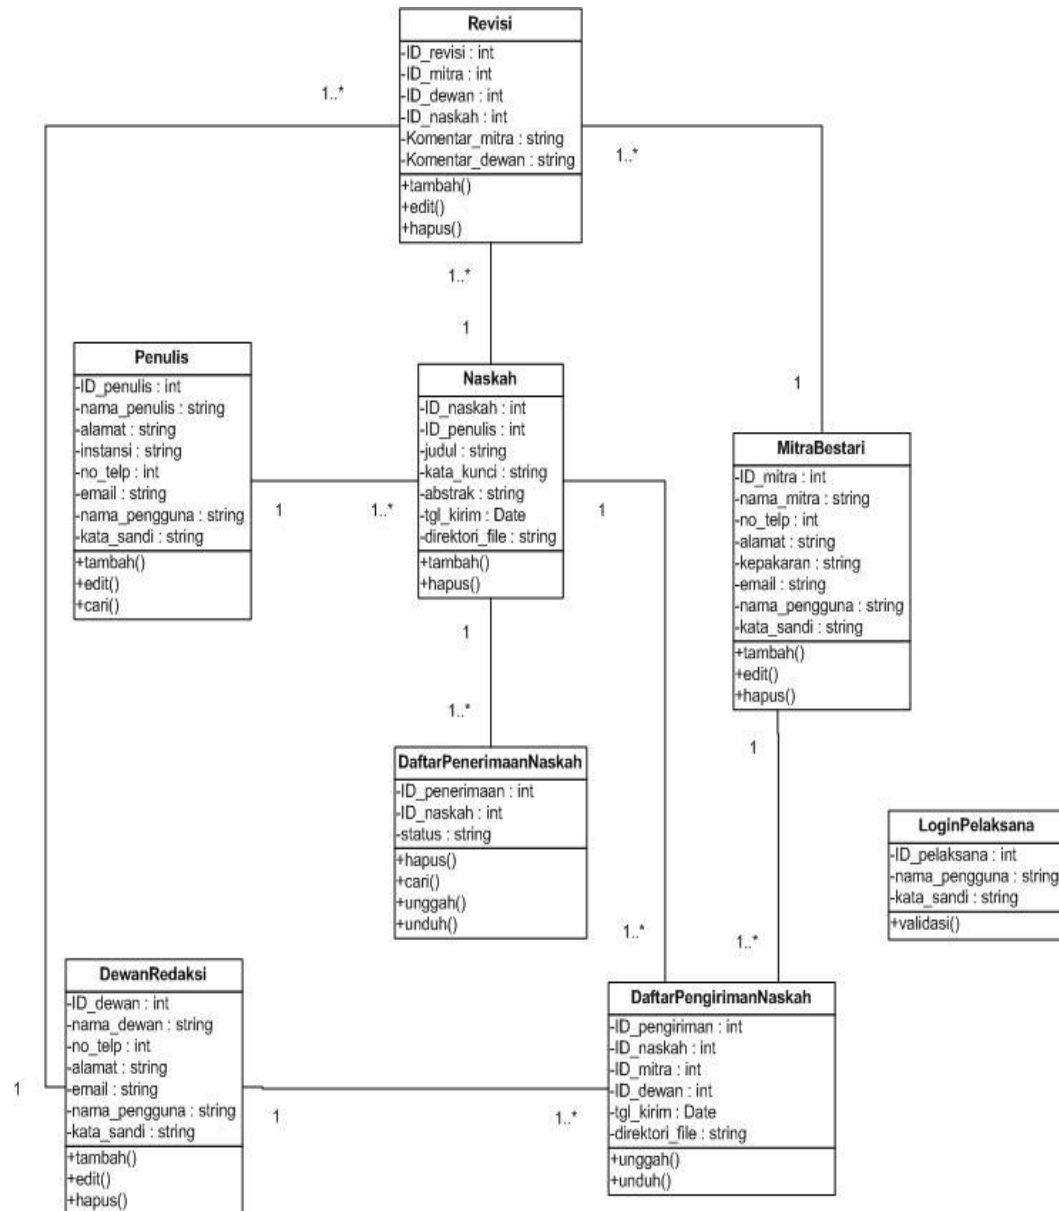 Revisi
-ID_revisi : int
-ID_mitra : int
-ID_dewan : int
-ID_naskah : int
-Komentar_mitra : string
-Komentar_dewan : string
+tambah()
+edit()
+hapus()
1..*
1..*
1..*
1
Penulis
-ID_penulis : int
-nama_penulis : string
-alamat : string
-instansi : string
-no_telp : int
-email : string
-nama_pengguna : string
-kata_sandi : string
+tambah()
+edit()
+cari()
1
1..*
Naskah
-ID_naskah : int
-ID_penulis : int
-judul : string
-kata_kunci : string
-abstrak : string
-tgl_kirim : Date
-direktori_file : string
+tambah()
+hapus()
1
1
1..*
1
MitraBestari
-ID_mitra : int
-nama_mitra : string
-no_telp : int
-alamat : string
-kepakaran : string
-email : string
-nama_pengguna : string
-kata_sandi : string
+tambah()
+edit()
+hapus()
1
DaftarPenerimaanNaskah
-ID_penerimaan : int
-ID_naskah : int
-status : string
+hapus()
+cari()
+unggah()
+unduh()
LoginPelaksana
-ID_pelaksana : int
-nama_pengguna : string
-kata_sandi : string
+validasi()
1..*
1..*
DewanRedaksi
-ID_dewan : int
-nama_dewan : string
-no_telp : int
-alamat : string
-email : string
-nama_pengguna : string
-kata_sandi : string
+tambah()
+edit()
+hapus()
1
1
1..*
DaftarPengirimanNaskah
-ID_pengiriman : int
-ID_naskah : int
-ID_mitra : int
-ID_dewan : int
-tgl_kirim : Date
-direktori_file : string
+unggah()
+unduh()